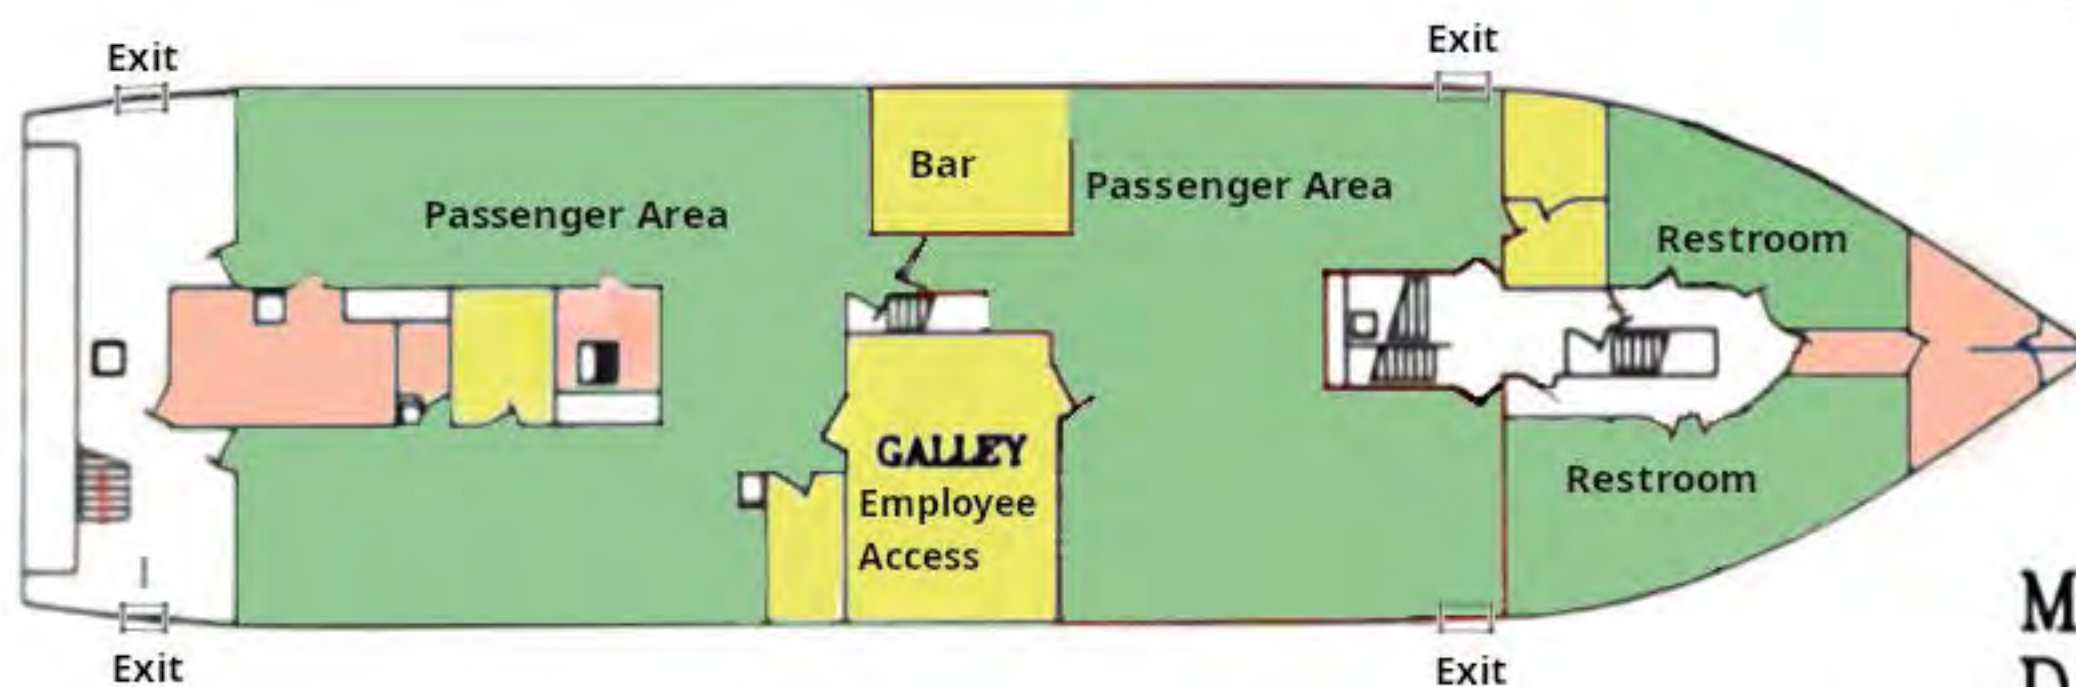 Exit
Exit
Bar
Passenger Area
Passenger Area
Restroom
GALLEY
Employee
Access
Restroom
Exit
Exit
M
D